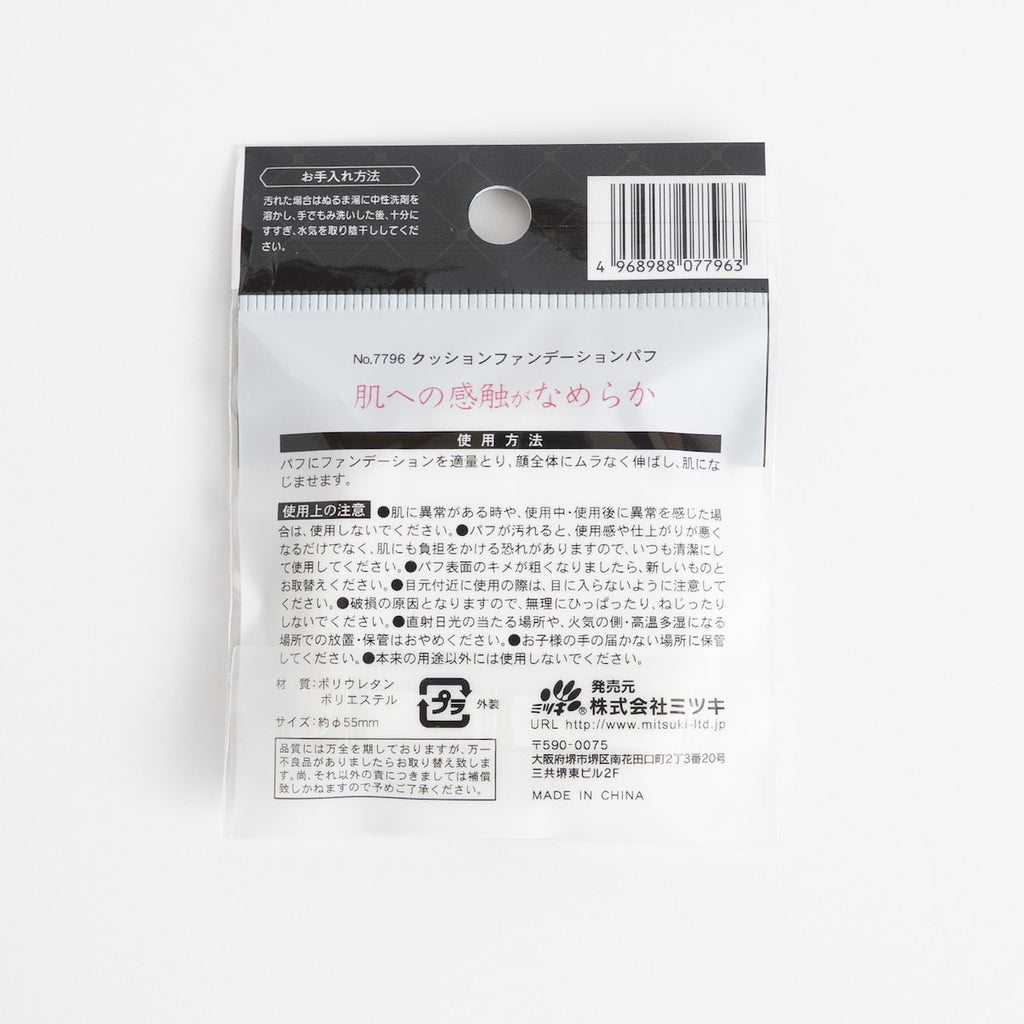 お手入れ方法
汚れた場合はぬるま湯に中性洗剤を
溶かし、手でもみ洗いした後、十分に
すすぎ、水気を取り陰干ししてくだ
さい。
4 968988 077963
No.7796 クッションファンデーションパフ
肌への感触がなめらか
使用方法
パフにファンデーションを適量とり、顔全体にムラなく伸ばし、肌にな
じませます。
使用上の注意 ●肌に異常がある時や、使用中・使用後に異常を感じた場
合は、使用しないでください。●パフが汚れると、使用感や仕上がりが悪く
なるだけでなく、肌にも負担をかける恐れがありますので、いつも清潔にし
て使用してください。●パフ表面のキメが粗くなりましたら、新しいものと
お取替えください。●目元付近に使用の際は、目に入らないように注意して
ください。●破損の原因となりますので、無理にひっぱったり、ねじったり
しないでください。●直射日光の当たる場所や、火気の側・高温多湿になる
場所での放置・保管はおやめください。●お子様の手の届かない場所に保管
してください。●本来の用途以外には使用しないでください。
材 質：ポリウレタン
ポリエステル
サイズ：約φ55mm
プラ 外装
品質には万全を期しておりますが、万一
不良品がありましたらお取り替え致しま
す。尚、それ以外の責につきましては補償
致しかねますので予めご了承ください。
ミツキ® 発売元
株式会社ミツキ
URL http://www.mitsuki-ltd.jp
〒590-0075
大阪府堺市堺区南花田口町2丁3番20号
三共堺東ビル2F
MADE IN CHINA